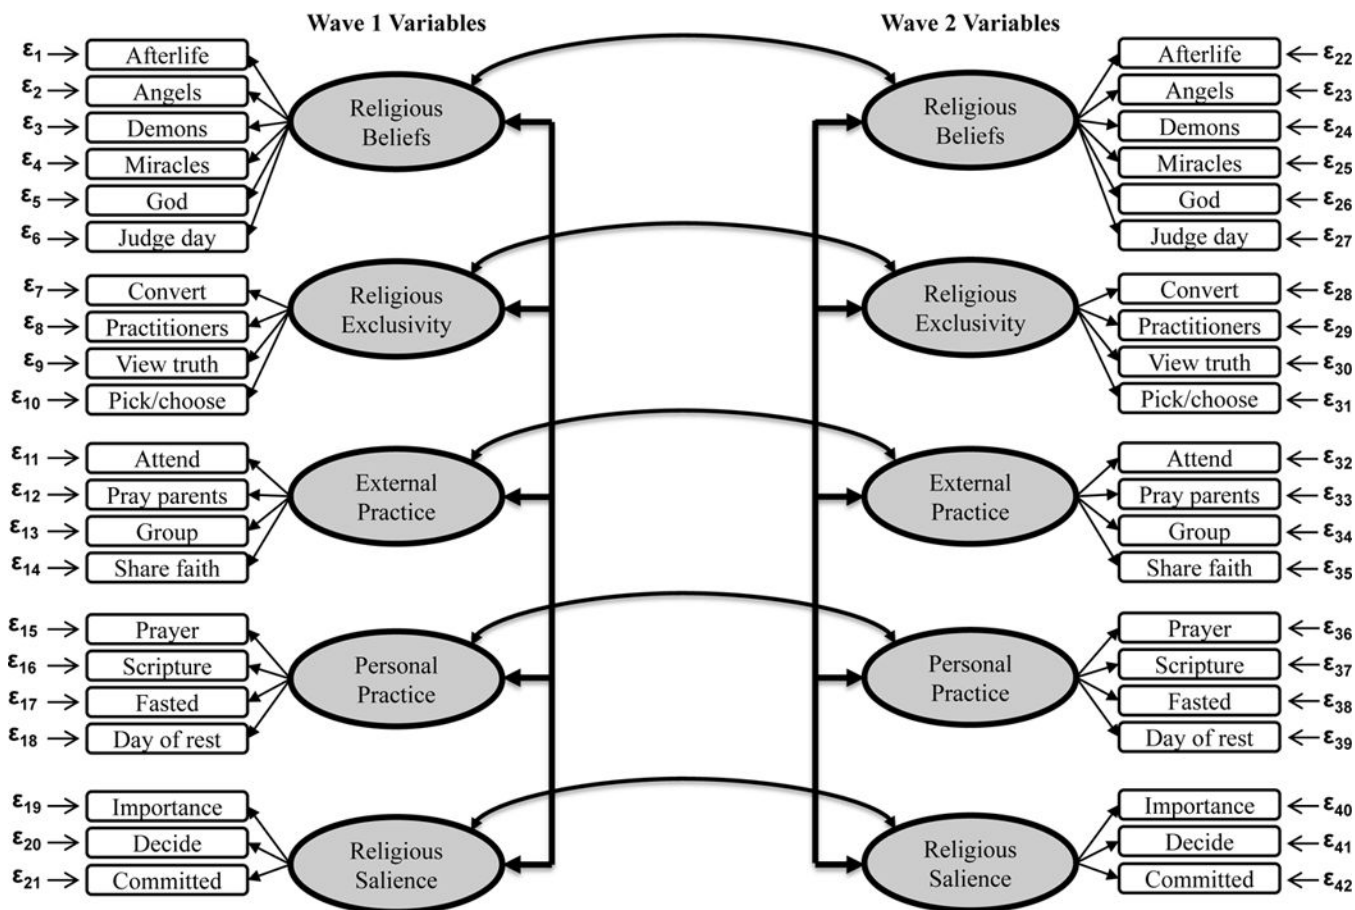 Wave 1 Variables
Wave 2 Variables
ε1 Afterlife
ε2 Angels
ε3 Demons
ε4 Miracles
ε5 God
ε6 Judge day
Religious
Beliefs
Religious
Beliefs
Afterlife ε22
Angels ε23
Demons ε24
Miracles ε25
God ε26
Judge day ε27
ε7 Convert
ε8 Practitioners
ε9 View truth
ε10 Pick/choose
Religious
Exclusivity
Religious
Exclusivity
Convert ε28
Practitioners ε29
View truth ε30
Pick/choose ε31
ε11 Attend
ε12 Pray parents
ε13 Group
ε14 Share faith
External
Practice
External
Practice
Attend ε32
Pray parents ε33
Group ε34
Share faith ε35
ε15 Prayer
ε16 Scripture
ε17 Fasted
ε18 Day of rest
Personal
Practice
Personal
Practice
Prayer ε36
Scripture ε37
Fasted ε38
Day of rest ε39
ε19 Importance
ε20 Decide
ε21 Committed
Religious
Salience
Religious
Salience
Importance ε40
Decide ε41
Committed ε42